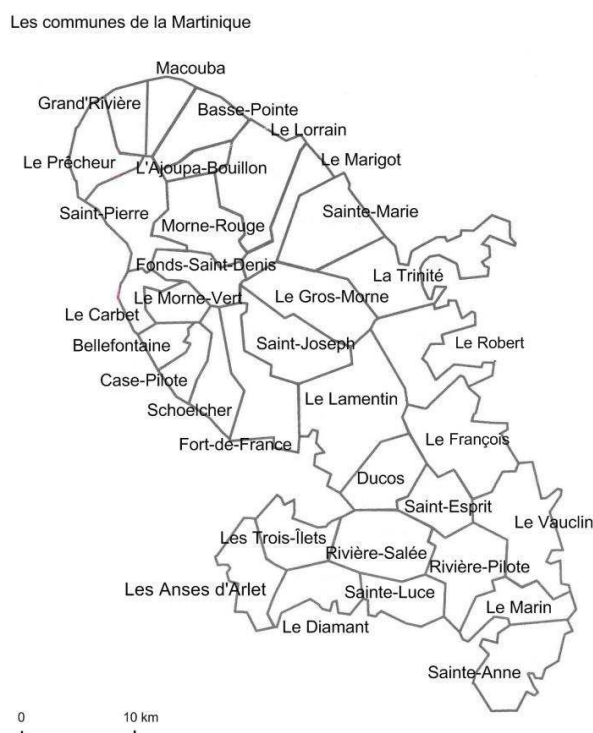 Les communes de la Martinique
Macouba
Grand'Rivière
Basse-Pointe
Le Lorrain
Le Prêcheur
L'Ajoupa-Bouillon
Le Marigot
Saint-Pierre
Morne-Rouge
Sainte-Marie
Fonds-Saint-Denis
La Trinité
Le Morne-Vert
Le Gros-Morne
Le Carbet
Bellefontaine
Saint-Joseph
Le Robert
Case-Pilote
Schoelcher
Le Lamentin
Fort-de-France
Le François
Ducos
Saint-Esprit
Le Vauclin
Les Trois-Îlets
Rivière-Salée
Rivière-Pilote
Les Anses d'Arlet
Sainte-Luce
Le Marin
Le Diamant
Sainte-Anne
0 10 km